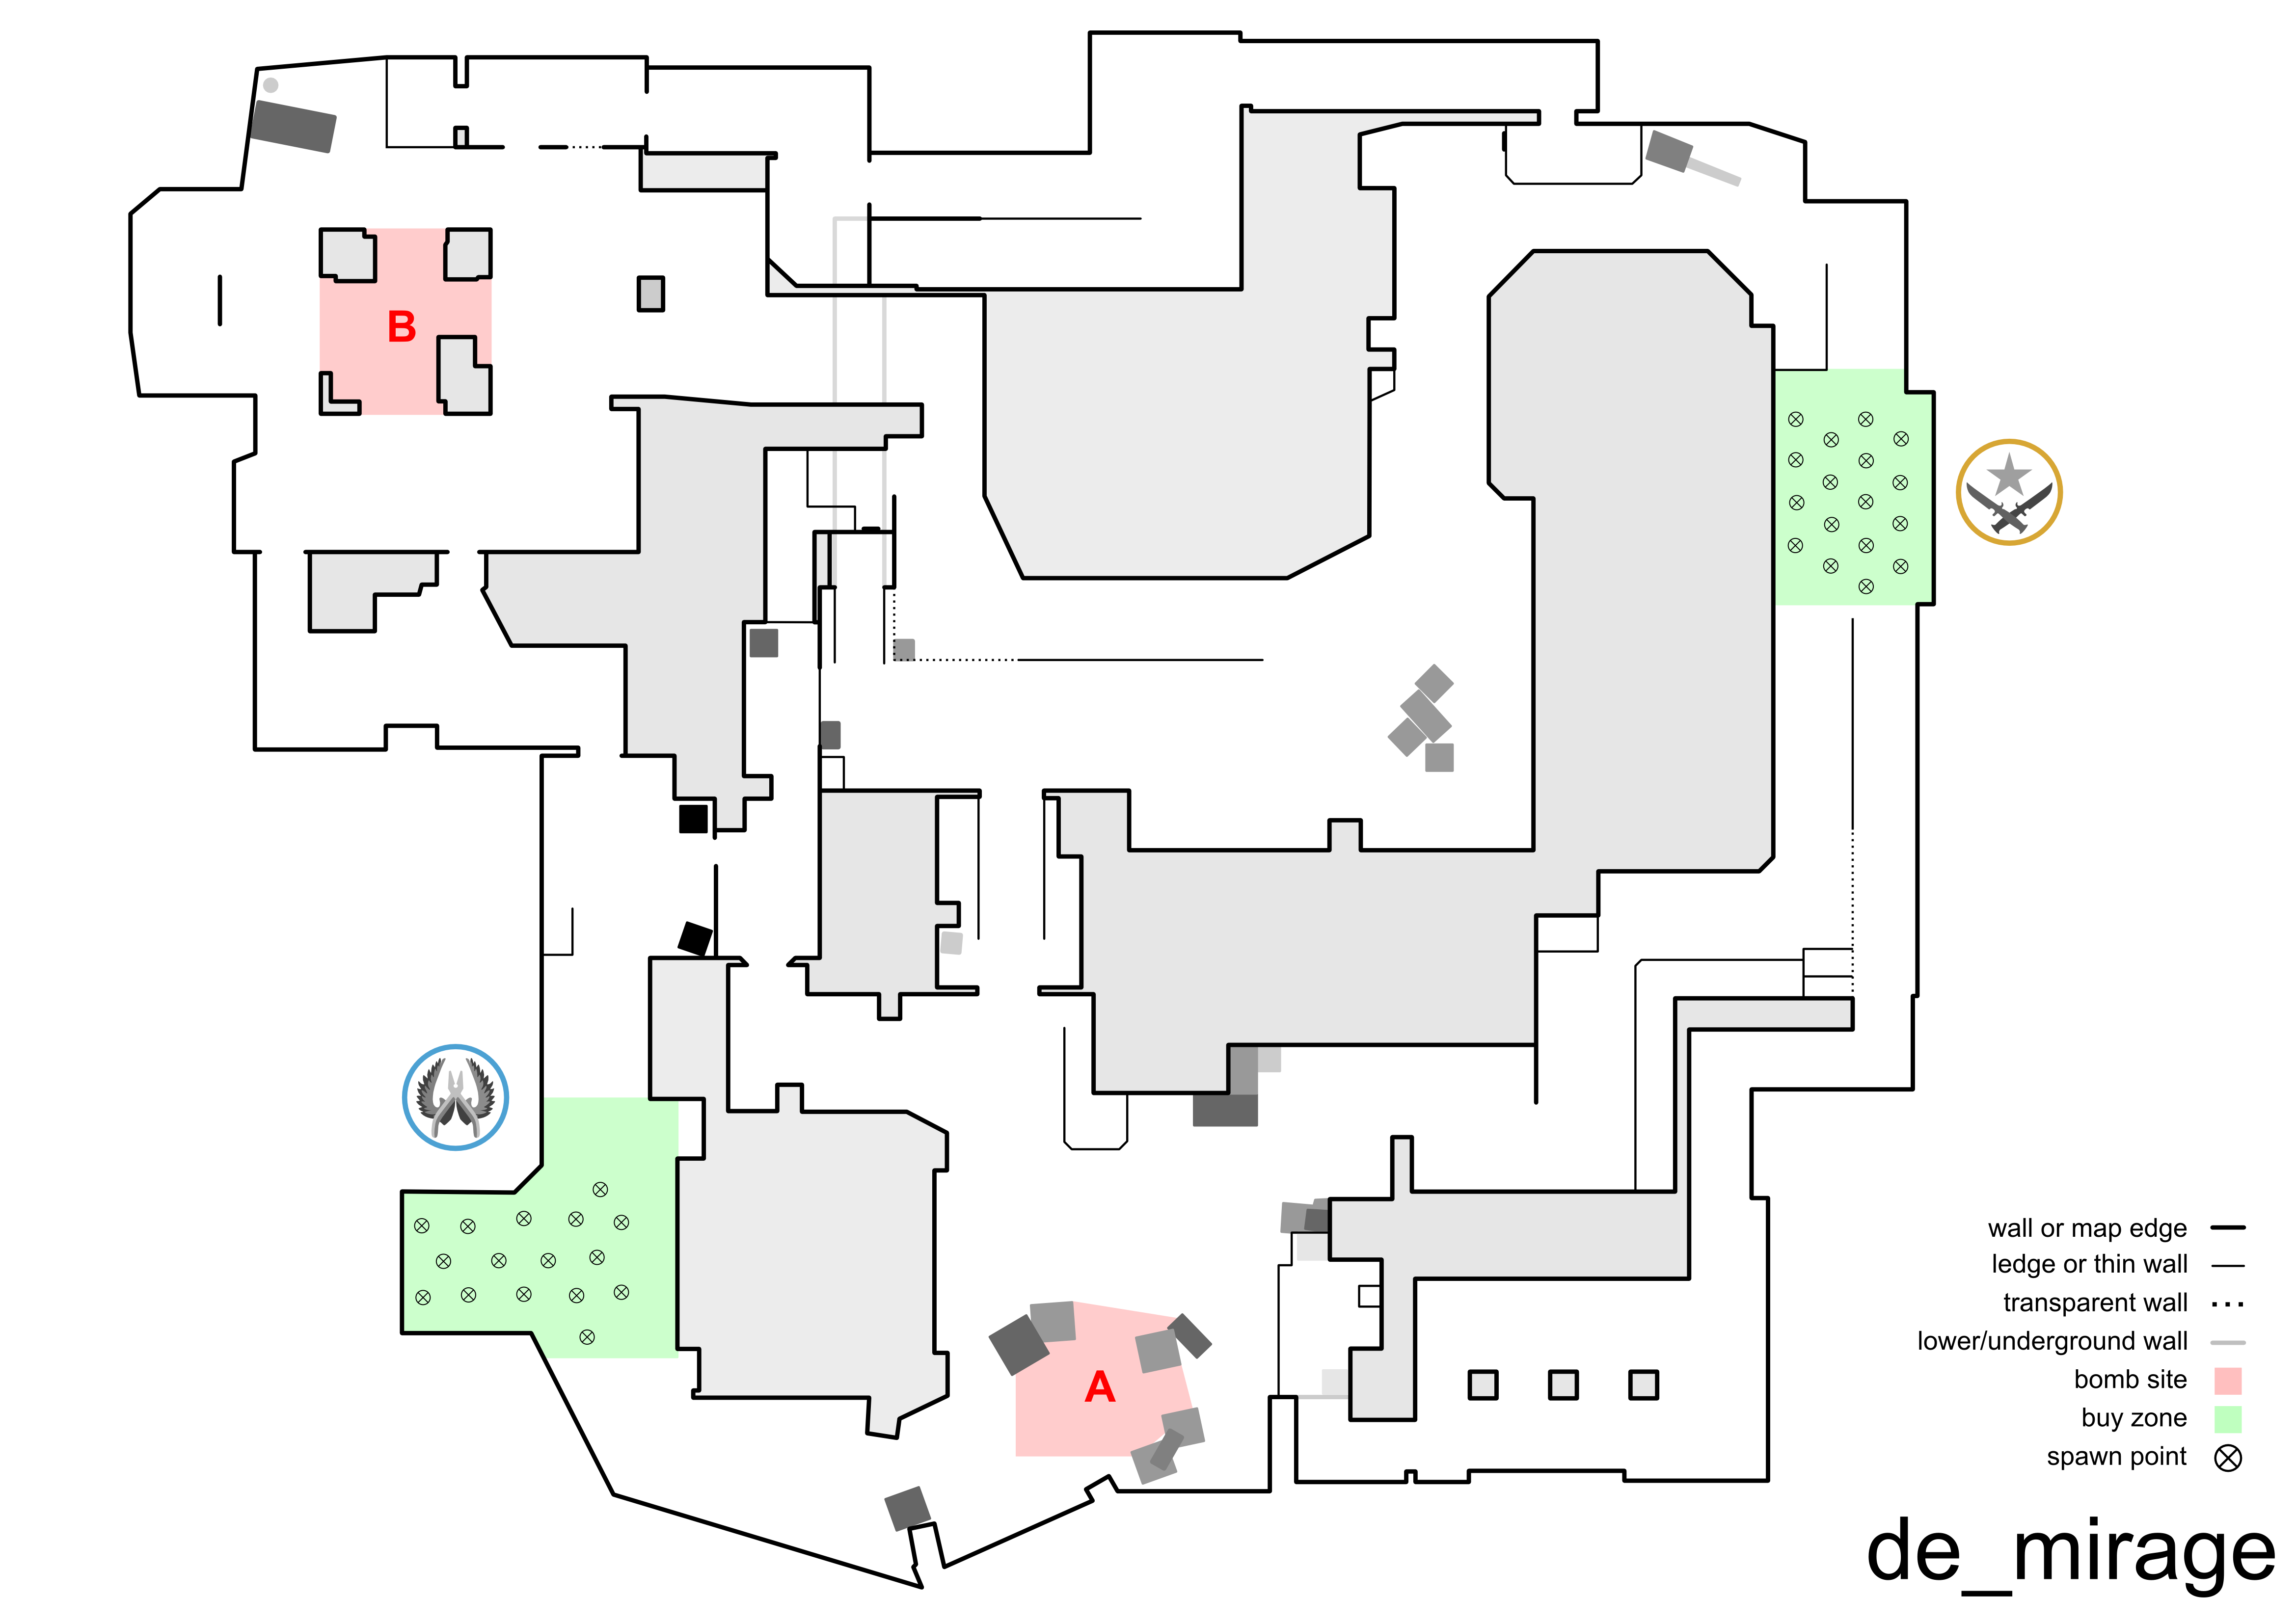 B
A
wall or map edge
ledge or thin wall
transparent wall
lower/underground wall
bomb site
buy zone
spawn point
de_mirage